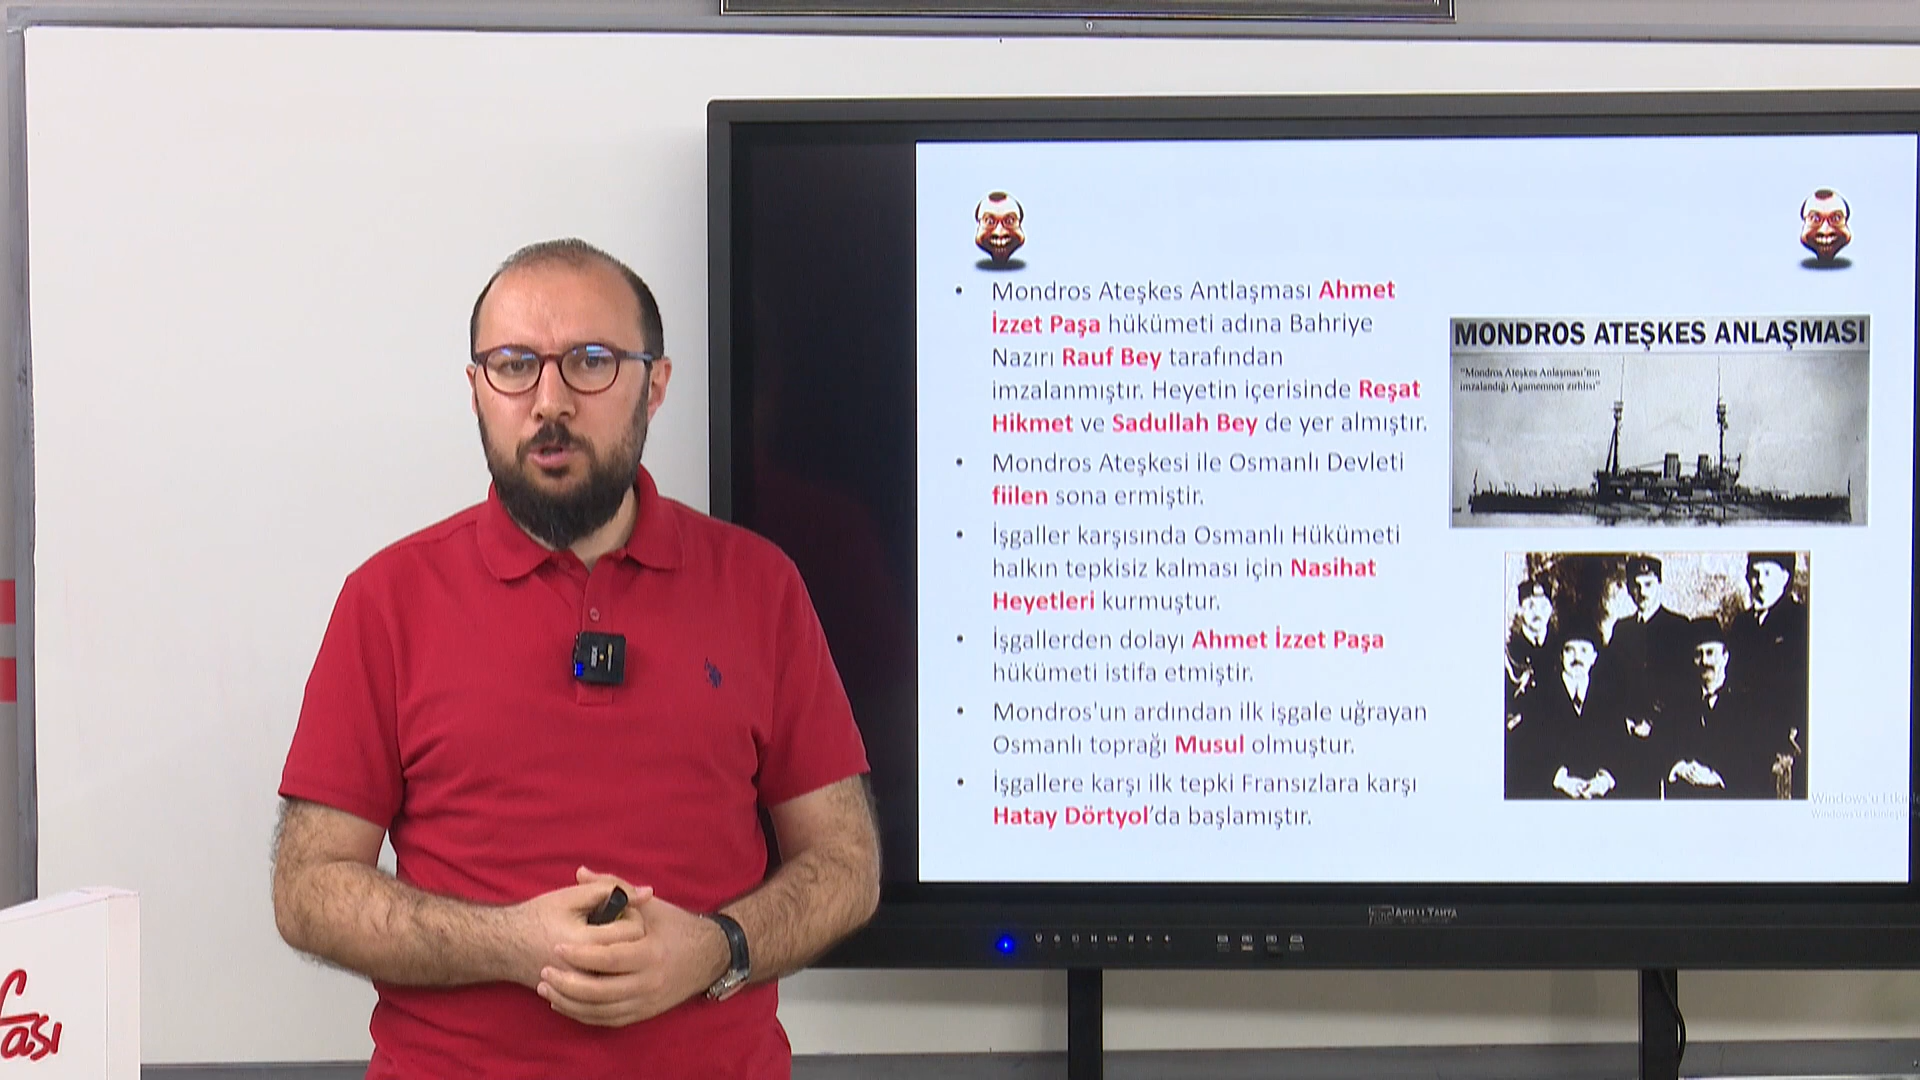 • Mondros Ateşkes Antlaşması Ahmet
İzzet Paşa hükümeti adına Bahriye
Nazırı Rauf Bey tarafından
imzalanmıştır. Heyetin içerisinde Reşat
Hikmet ve Sadullah Bey de yer almıştır.
• Mondros Ateşkesi ile Osmanlı Devleti
fiilen sona ermiştir.
• İşgaller karşısında Osmanlı Hükümeti
halkın tepkisiz kalması için Nasihat
Heyetleri kurmuştur.
• İşgallerden dolayı Ahmet İzzet Paşa
hükümeti istifa etmiştir.
• Mondros'un ardından ilk işgale uğrayan
Osmanlı toprağı Musul olmuştur.
• İşgallere karşı ilk tepki Fransızlara karşı
Hatay Dörtyol’da başlamıştır.
MONDROS ATEŞKES ANLAŞMASI
"Mondros Ateşkes Anlaşması'nın
imzalandığı Agamemnon zırhlısı"
Windows'u Etkin
AKILLI TAHTA